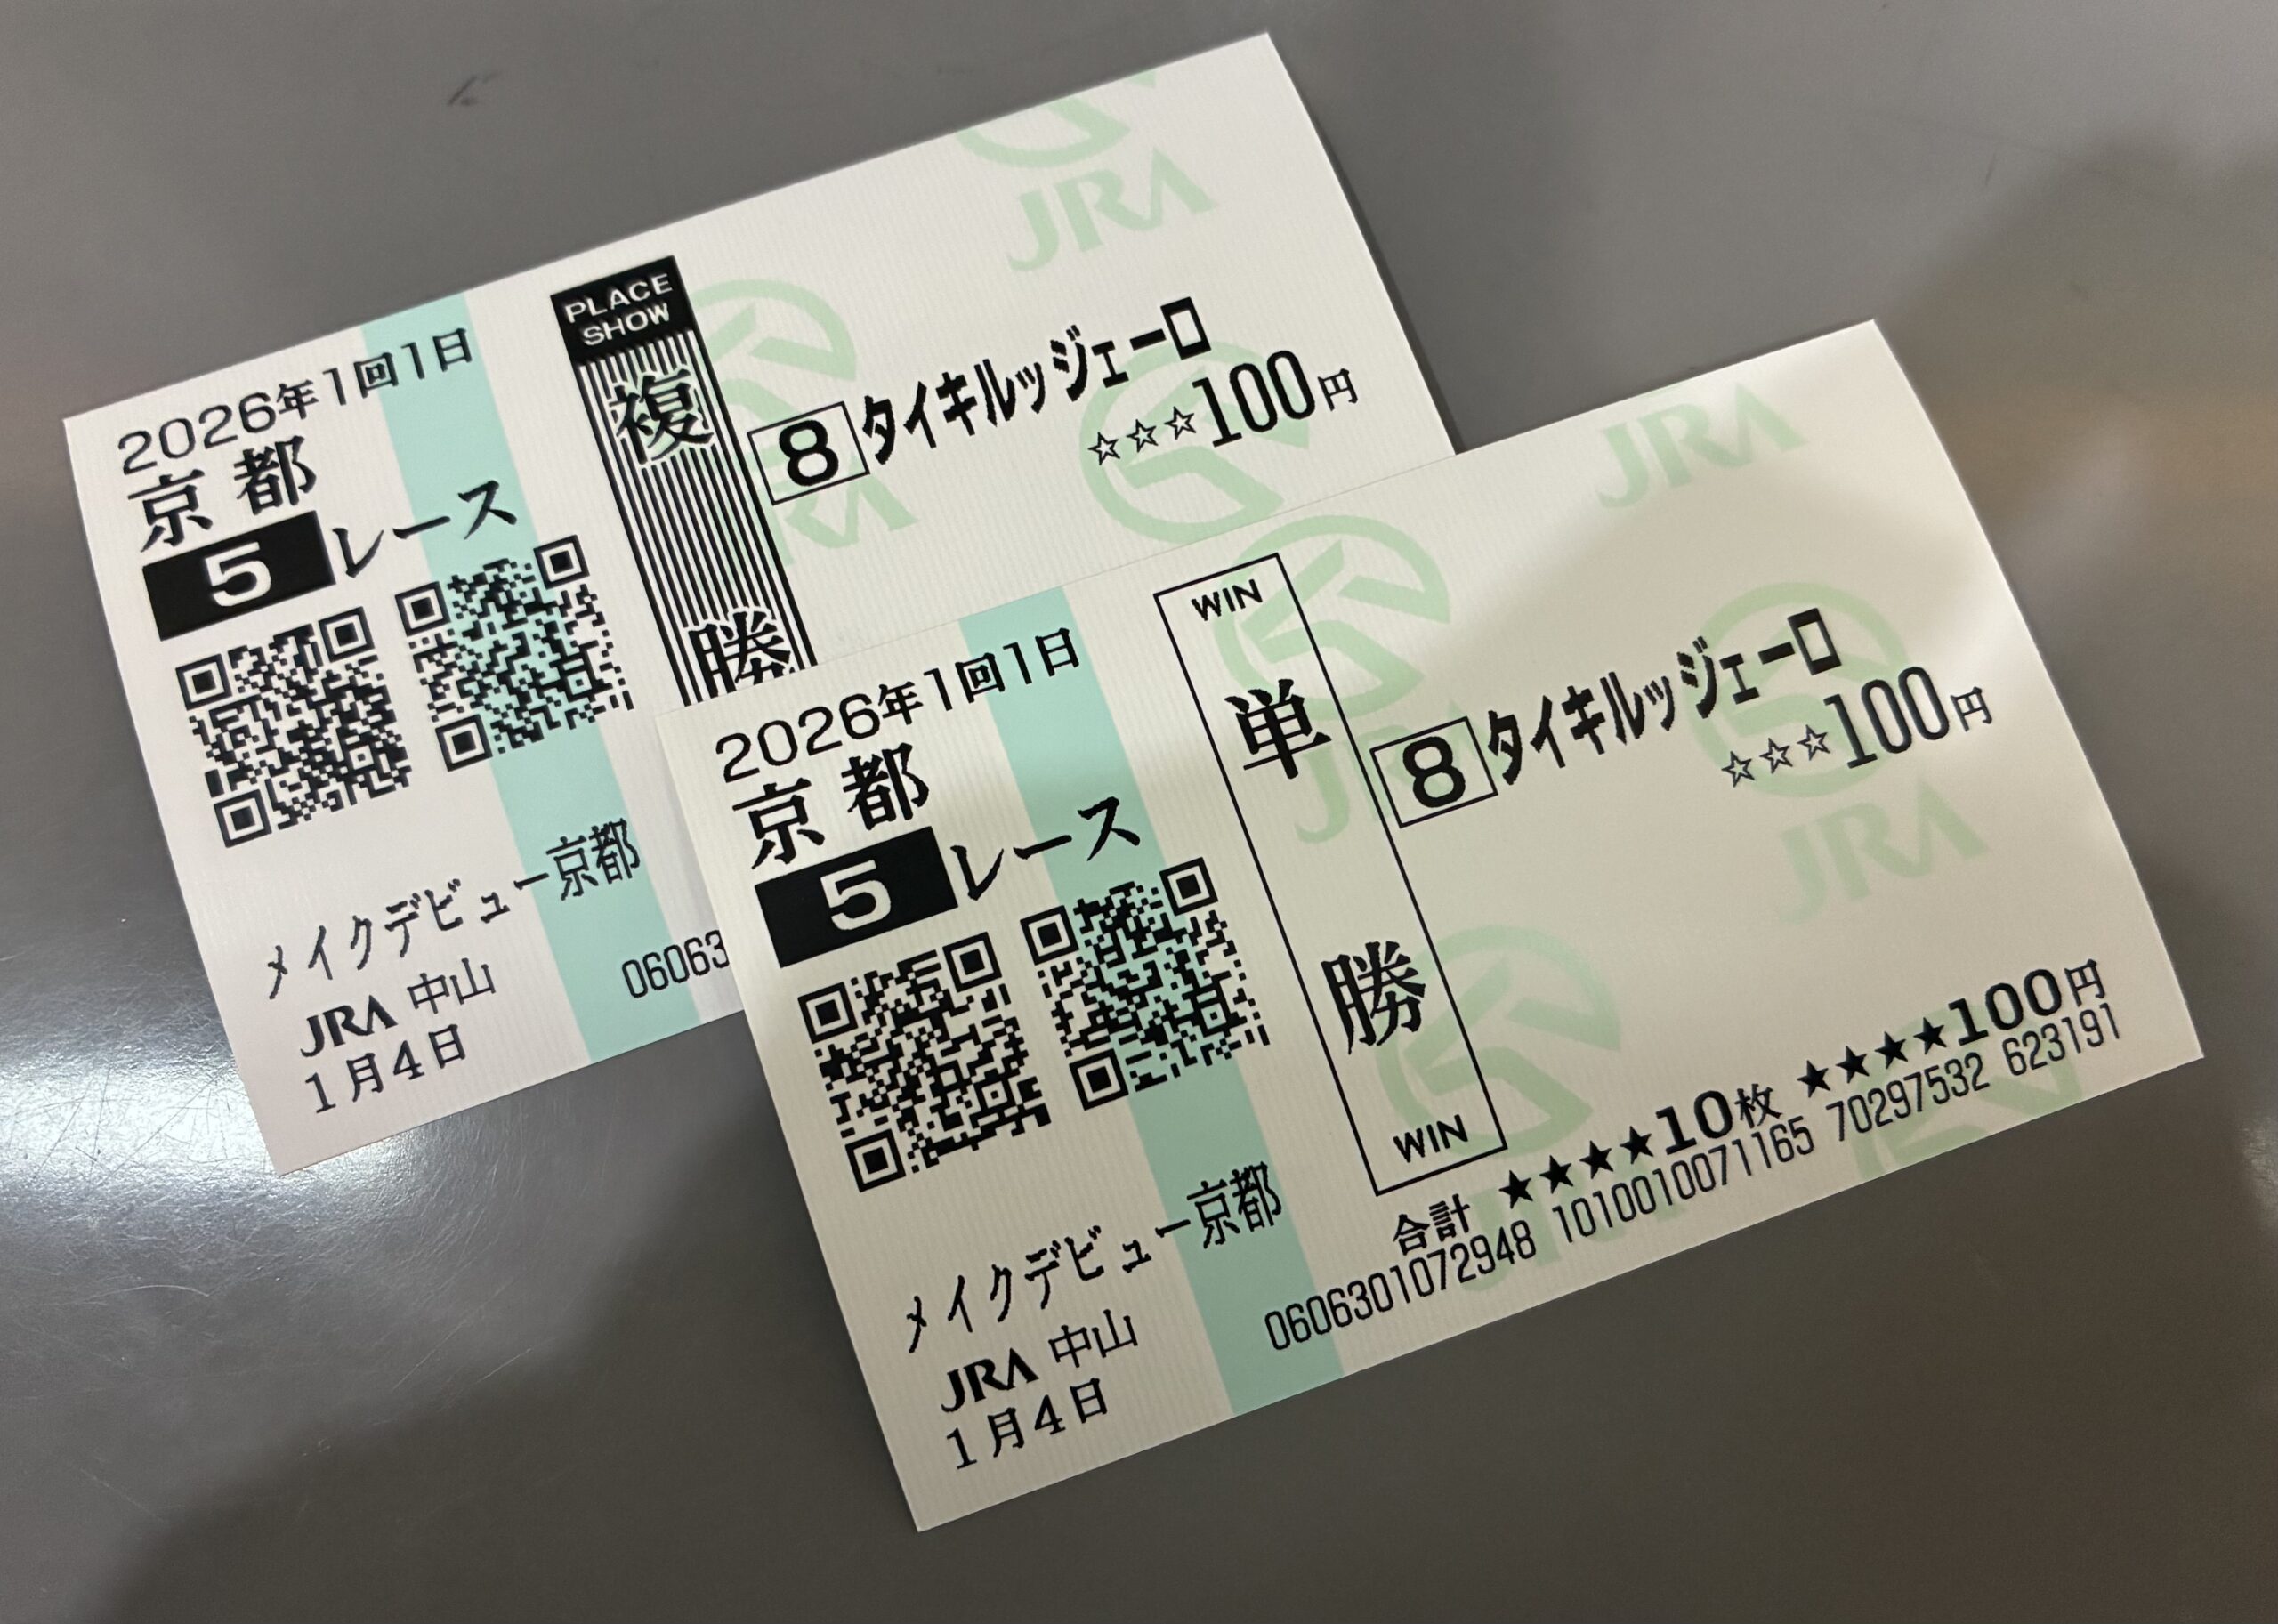 2026年1回1日
京都
5レース
メイクデビュー京都
JRA 中山
1月4日
PLACE
SHOW
複勝
8 タイキルッジェーロ
☆☆☆100円
06063
JRA
2026年1回1日
京都
5レース
メイクデビュー京都
JRA 中山
1月4日
WIN
単勝
WIN
8 タイキルッジェーロ
☆☆☆100円
合計 ★★★★10枚 ★★★★100円
0606301072948 1010010071165 70297532 623191
JRA
JRA